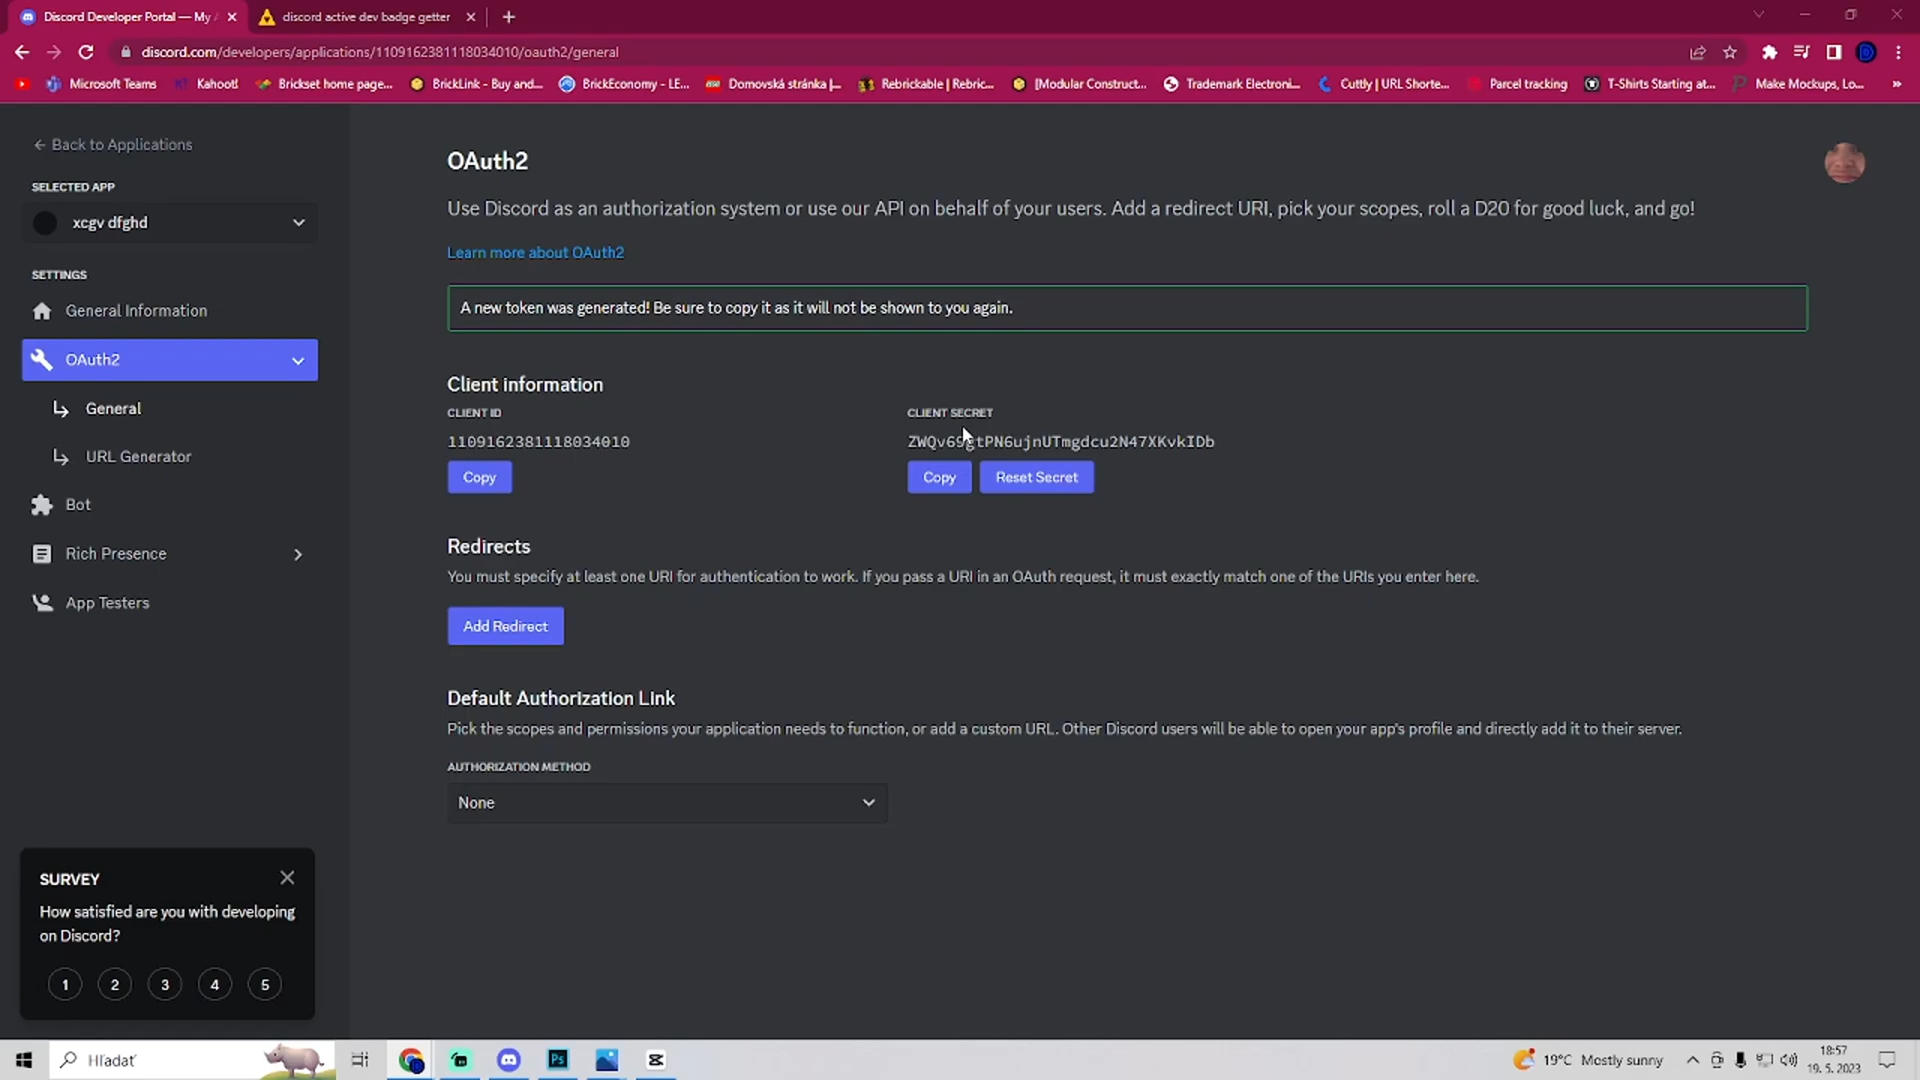 Discord Developer Portal — My A
discord active dev badge getter
discord.com/developers/applications/1109162381118034010/oauth2/general
Microsoft Teams
Kahoot!
Brickset home page...
BrickLink - Buy and...
BrickEconomy - LE...
Domovská stránka |...
Rebrickable | Rebric...
[Modular Construct...
Trademark Electroni...
Cuttly | URL Shorte...
Parcel tracking
T-Shirts Starting at...
Make Mockups, Lo...
»
← Back to Applications
SELECTED APP
xcgv dfghd
SETTINGS
General Information
OAuth2
General
URL Generator
Bot
Rich Presence
App Testers
OAuth2
Use Discord as an authorization system or use our API on behalf of your users. Add a redirect URI, pick your scopes, roll a D20 for good luck, and go!
Learn more about OAuth2
A new token was generated! Be sure to copy it as it will not be shown to you again.
Client information
CLIENT ID
1109162381118034010
Copy
CLIENT SECRET
ZWQv69gtPN6ujnUTmgdcu2N47XKvkIDb
Copy
Reset Secret
Redirects
You must specify at least one URI for authentication to work. If you pass a URI in an OAuth request, it must exactly match one of the URIs you enter here.
Add Redirect
Default Authorization Link
Pick the scopes and permissions your application needs to function, or add a custom URL. Other Discord users will be able to open your app's profile and directly add it to their server.
AUTHORIZATION METHOD
None
SURVEY
How satisfied are you with developing
on Discord?
1 2 3 4 5
Hľadať
Ps
19°C Mostly sunny
18:57
19. 5. 2023